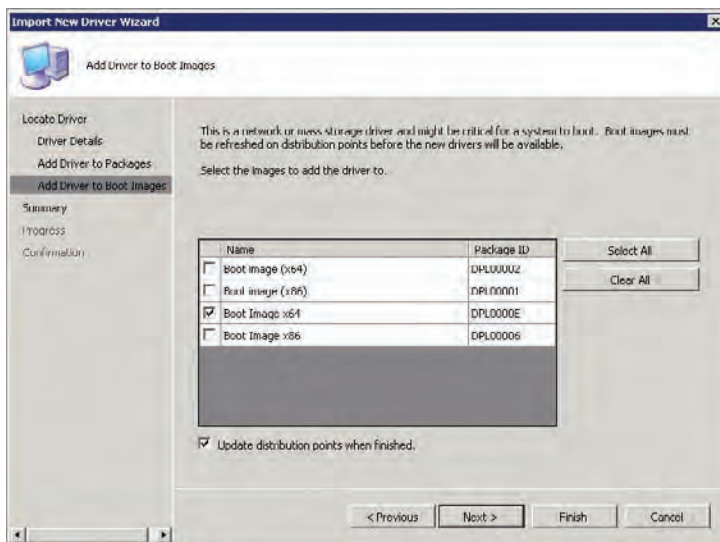 Import New Driver Wizard
Add Driver to Boot Images
Locate Driver
Driver Details
Add Driver to Packages
Add Driver to Boot Images
Summary
Progress
Confirmation
This is a network or mass storage driver and might be critical for a system to boot. Boot images must
be refreshed on distribution points before the new drivers will be available.
Select the images to add the driver to.
Name Package ID
Boot image (x64) DPL00002
Boot image (x86) DPL00001
Boot Image x64 DPL0000E
Boot Image x86 DPL00006
Select All
Clear All
Update distribution points when finished.
< Previous Next > Finish Cancel